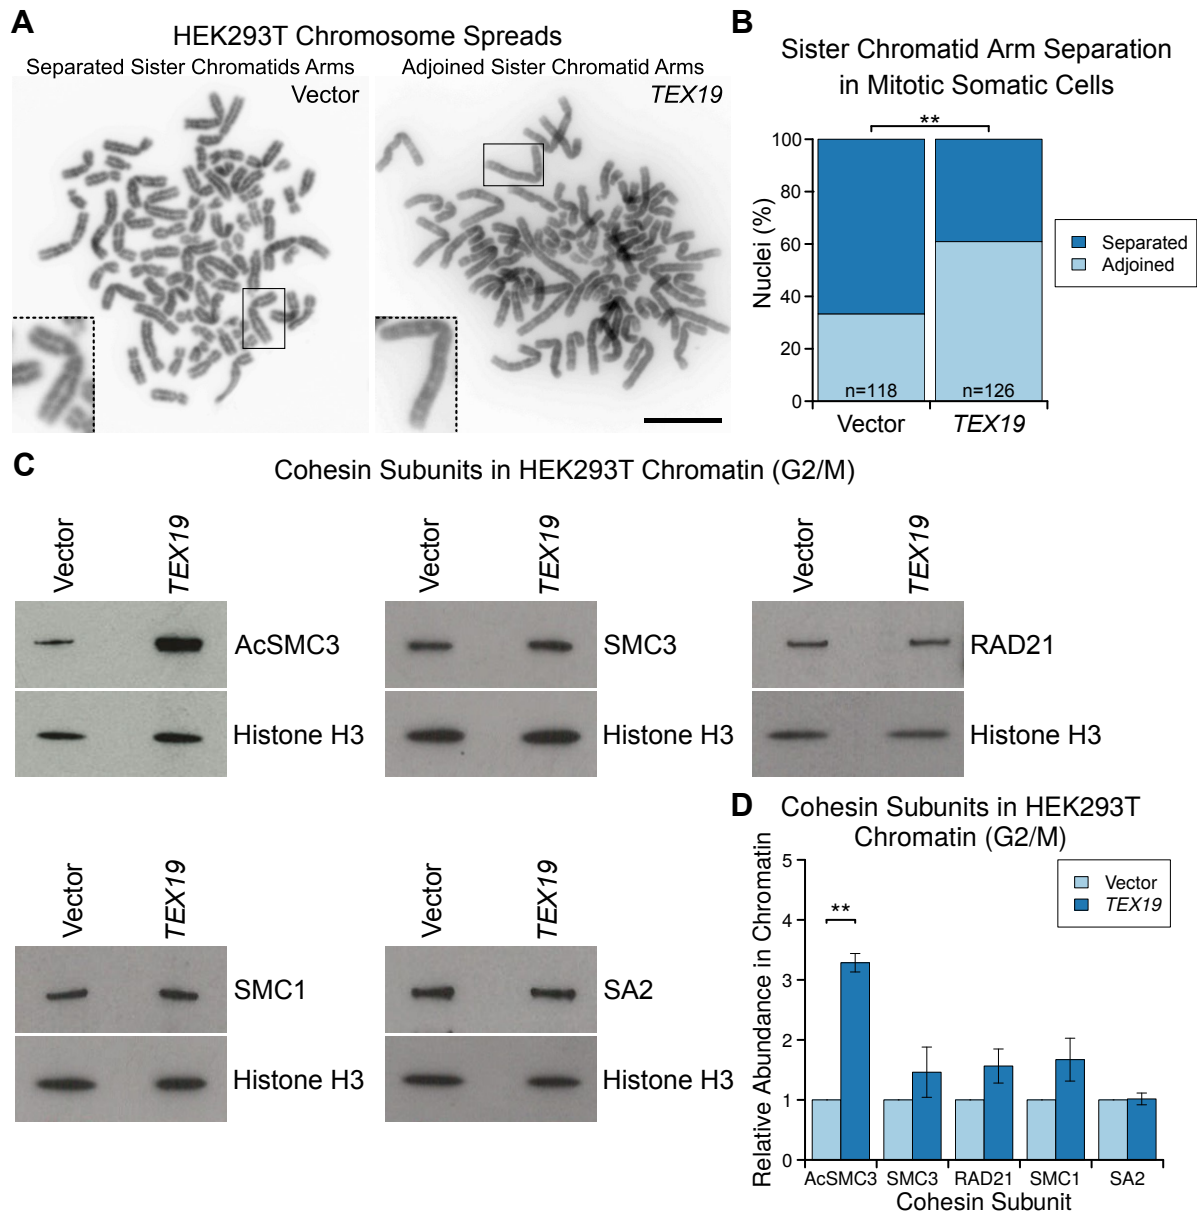 A
HEK293T Chromosome Spreads
Separated Sister Chromatids Arms
Adjoined Sister Chromatid Arms
Vector
TEX19
B
Sister Chromatid Arm Separation
in Mitotic Somatic Cells
**
Nuclei (%)
100
80
60
40
20
0
n=118
n=126
Vector
TEX19
Separated
Adjoined
C
Cohesin Subunits in HEK293T Chromatin (G2/M)
Vector
TEX19
AcSMC3
Histone H3
Vector
TEX19
SMC3
Histone H3
Vector
TEX19
RAD21
Histone H3
Vector
TEX19
SMC1
Histone H3
Vector
TEX19
SA2
Histone H3
D
Cohesin Subunits in HEK293T
Chromatin (G2/M)
Relative Abundance in Chromatin
5
4
3
2
1
0
**
Vector
TEX19
AcSMC3
SMC3
RAD21
SMC1
SA2
Cohesin Subunit